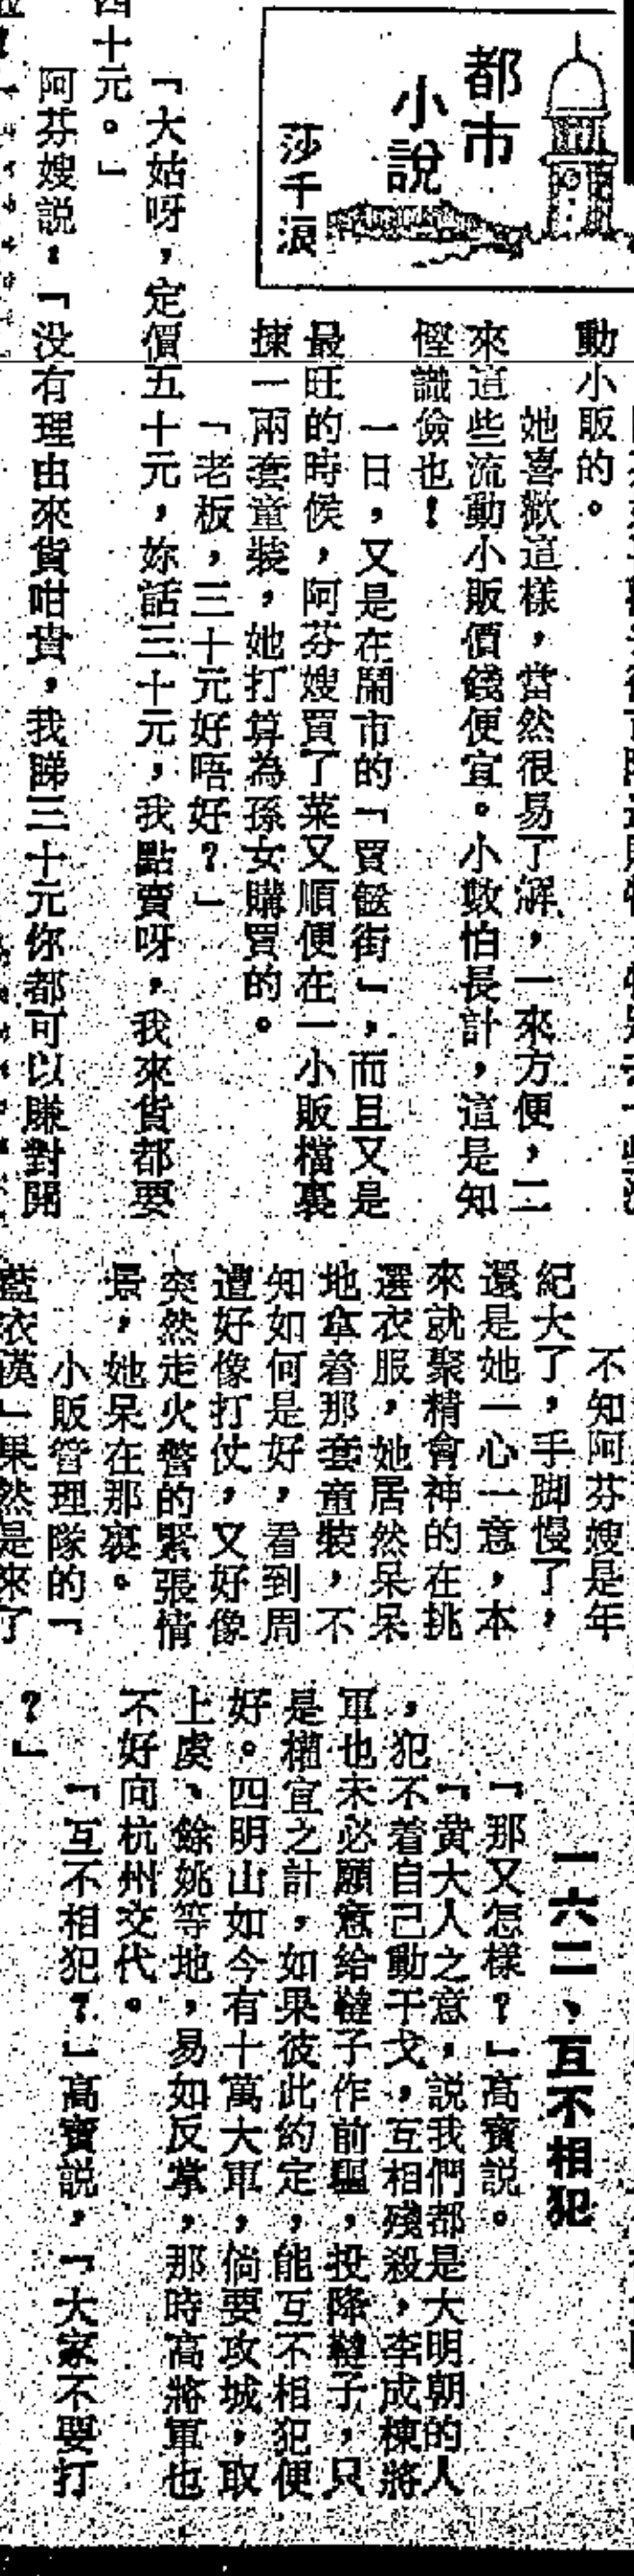 都市
小說
莎千浪
動小販的。
她喜歡這樣，當然很易了解，一來方便，二
來這些流動小販價錢便宜。小數怕長計，這是知
慳識儉也！
一日，又是在鬧市的「買餸街」，而且又是
最旺的時候，阿芬嫂買了菜又順便在一小販檔裏
揀一兩套童裝，她打算為孫女購買的。
「老板，三十元好唔好？」
「大姑呀，定價五十元，妳話三十元，我點賣呀，我來貨都要
四十元。」
阿芬嫂說：「没有理由來貨咁貴，我睇三十元你都可以賺對開
不知阿芬嫂是年
紀大了，手脚慢了，
還是她一心一意，本
來就聚精會神的在挑
選衣服，她居然呆呆
地拿着那套童裝，不
知如何是好，看到周
遭好像打仗，又好像
突然走火警的緊張情
景，她呆在那裏。
小販管理隊的「
藍衣漢」果然是來了
一六二、互不相犯
「那又怎樣？」高賓說。
「黄大人之意，説我們都是大明朝的人
，犯不着自己動干戈，互相殘殺，李成棟將
軍也未必願意給韃子作前驅，投降韃子，只
是權宜之計，如果彼此約定，能互不相犯便
好。四明山如今有十萬大軍，倘要攻城，取
上虞、餘姚等地，易如反掌，那時高將軍也
不好向杭州交代。
「互不相犯？」高賓説，「大家不要打
？」